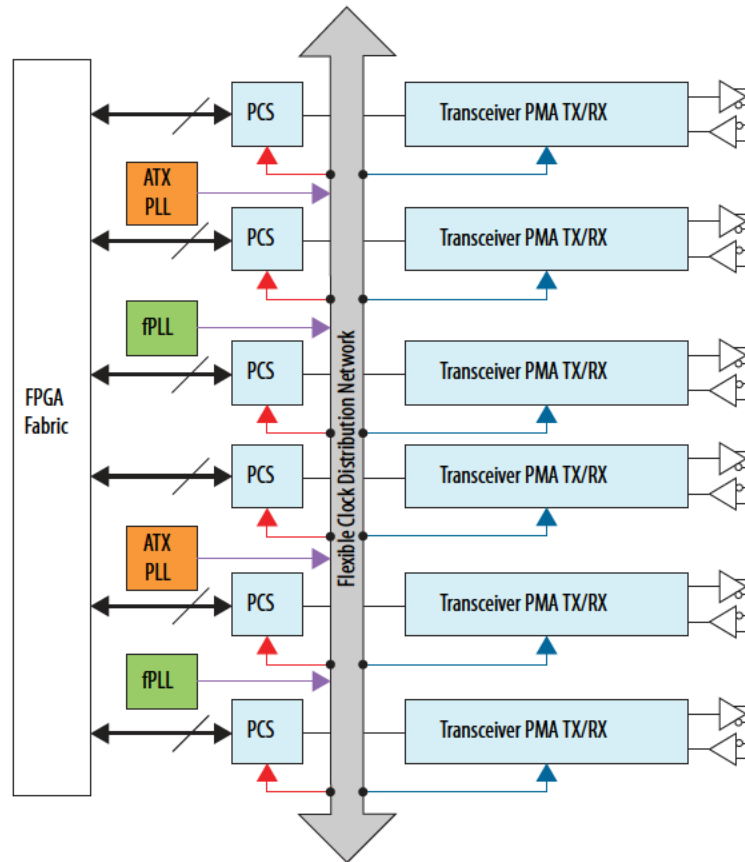 PCS
Transceiver PMA TX/RX
ATX
PLL
PCS
Transceiver PMA TX/RX
fPLL
PCS
Transceiver PMA TX/RX
FPGA
Fabric
Flexible Clock Distribution Network
PCS
Transceiver PMA TX/RX
ATX
PLL
PCS
Transceiver PMA TX/RX
fPLL
PCS
Transceiver PMA TX/RX